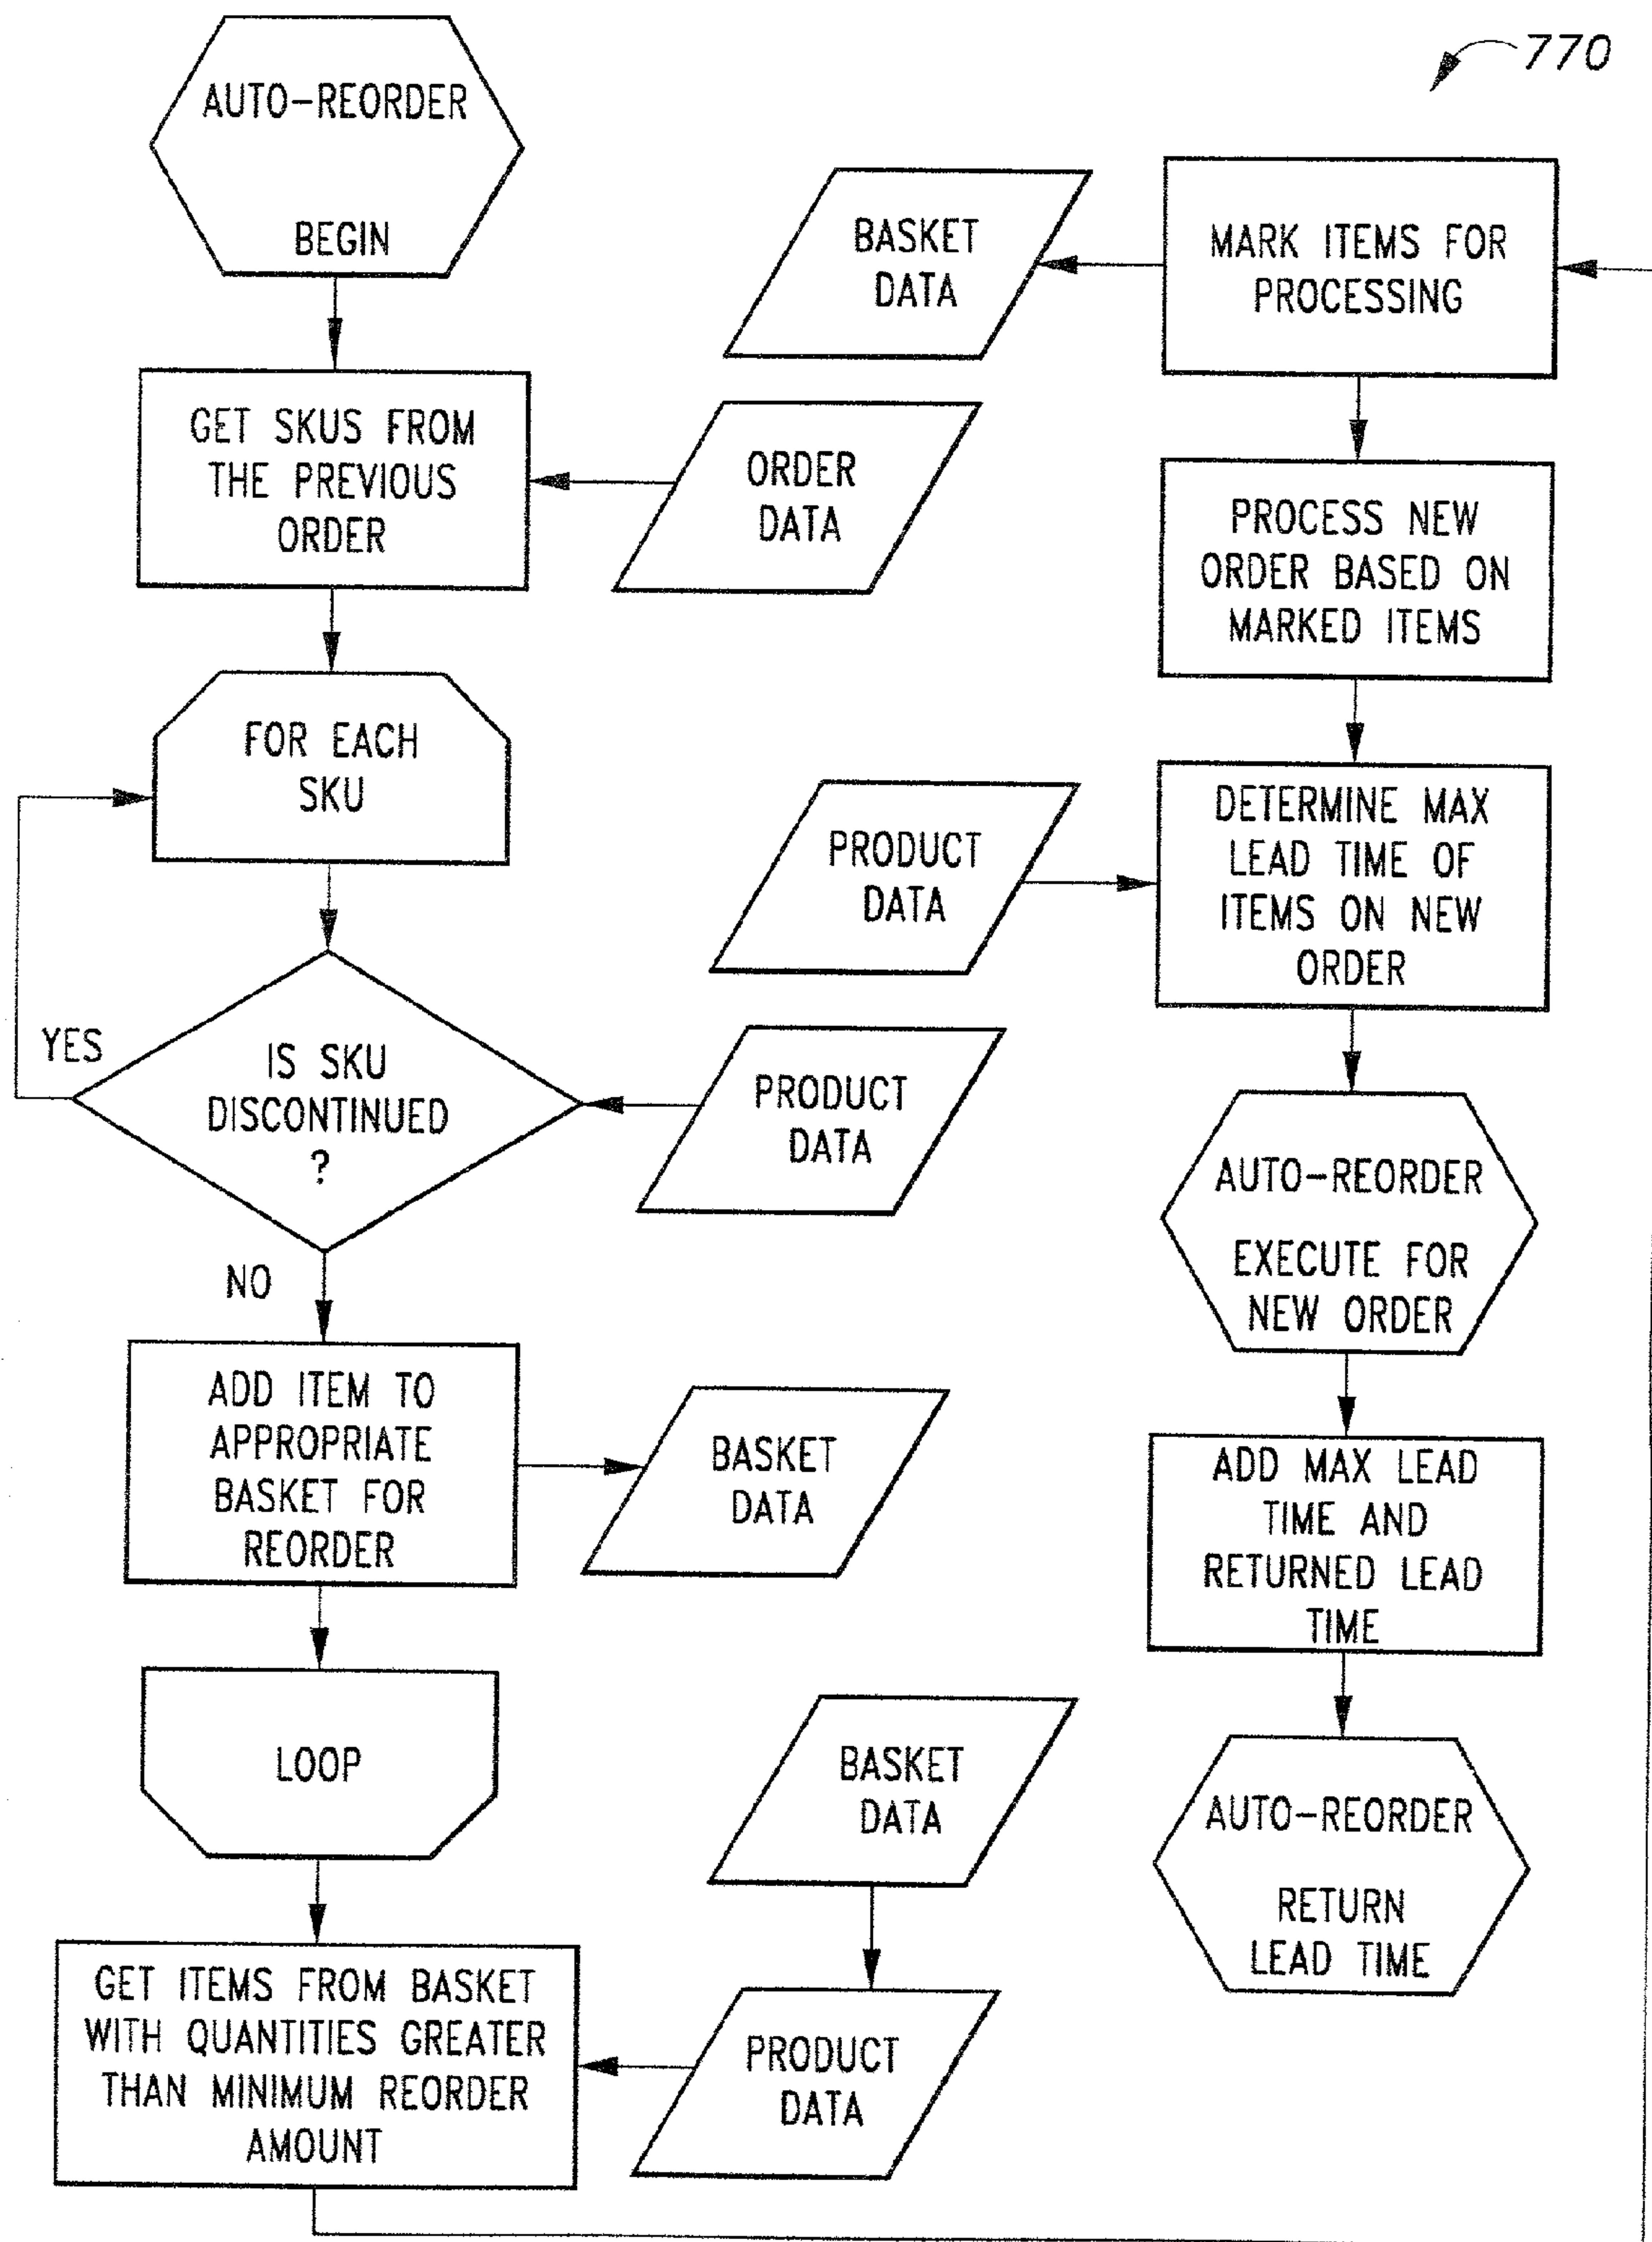 770
AUTO-REORDER
BEGIN
GET SKUS FROM
THE PREVIOUS
ORDER
ORDER
DATA
FOR EACH
SKU
IS SKU
DISCONTINUED
?
YES
NO
PRODUCT
DATA
ADD ITEM TO
APPROPRIATE
BASKET FOR
REORDER
BASKET
DATA
LOOP
GET ITEMS FROM BASKET
WITH QUANTITIES GREATER
THAN MINIMUM REORDER
AMOUNT
BASKET
DATA
PRODUCT
DATA
MARK ITEMS FOR
PROCESSING
BASKET
DATA
PROCESS NEW
ORDER BASED ON
MARKED ITEMS
DETERMINE MAX
LEAD TIME OF
ITEMS ON NEW
ORDER
PRODUCT
DATA
AUTO-REORDER
EXECUTE FOR
NEW ORDER
ADD MAX LEAD
TIME AND
RETURNED LEAD
TIME
AUTO-REORDER
RETURN
LEAD TIME